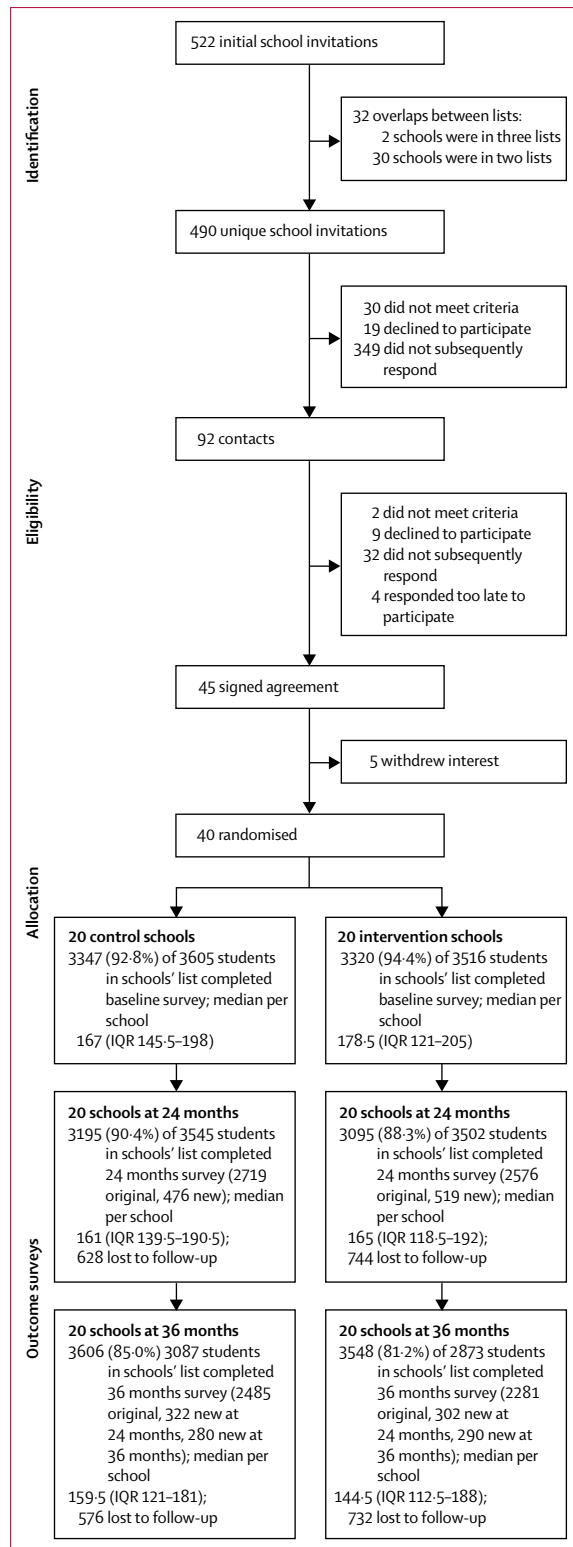 Identification
522 initial school invitations
32 overlaps between lists:
2 schools were in three lists
30 schools were in two lists
490 unique school invitations
Eligibility
30 did not meet criteria
19 declined to participate
349 did not subsequently
respond
92 contacts
2 did not meet criteria
9 declined to participate
32 did not subsequently
respond
4 responded too late to
participate
45 signed agreement
5 withdrew interest
Allocation
40 randomised
20 control schools
3347 (92·8%) of 3605 students
in schools’ list completed
baseline survey; median per
school
167 (IQR 145·5–198)
20 intervention schools
3320 (94·4%) of 3516 students
in schools’ list completed
baseline survey; median per
school
178·5 (IQR 121–205)
Outcome surveys
20 schools at 24 months
3195 (90·4%) of 3545 students
in schools’ list completed
24 months survey (2719
original, 476 new); median
per school
161 (IQR 139·5–190·5);
628 lost to follow-up
20 schools at 24 months
3095 (88·3%) of 3502 students
in schools’ list completed
24 months survey (2576
original, 519 new); median
per school
165 (IQR 118·5–192);
744 lost to follow-up
20 schools at 36 months
3606 (85·0%) 3087 students
in schools’ list completed
36 months survey (2485
original, 322 new at
24 months, 280 new at
36 months); median per
school
159·5 (IQR 121–181);
576 lost to follow-up
20 schools at 36 months
3548 (81·2%) of 2873 students
in schools’ list completed
36 months survey (2281
original, 302 new at
24 months, 290 new at
36 months); median per
school
144·5 (IQR 112·5–188);
732 lost to follow-up